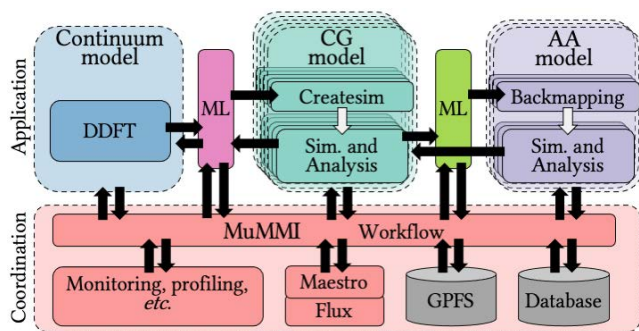 Application
Continuum
model
DDFT
ML
CG
model
Createsim
Sim. and
Analysis
ML
AA
model
Backmapping
Sim. and
Analysis
Coordination
MuMMI Workflow
Monitoring, profiling,
etc.
Maestro
Flux
GPFS
Database